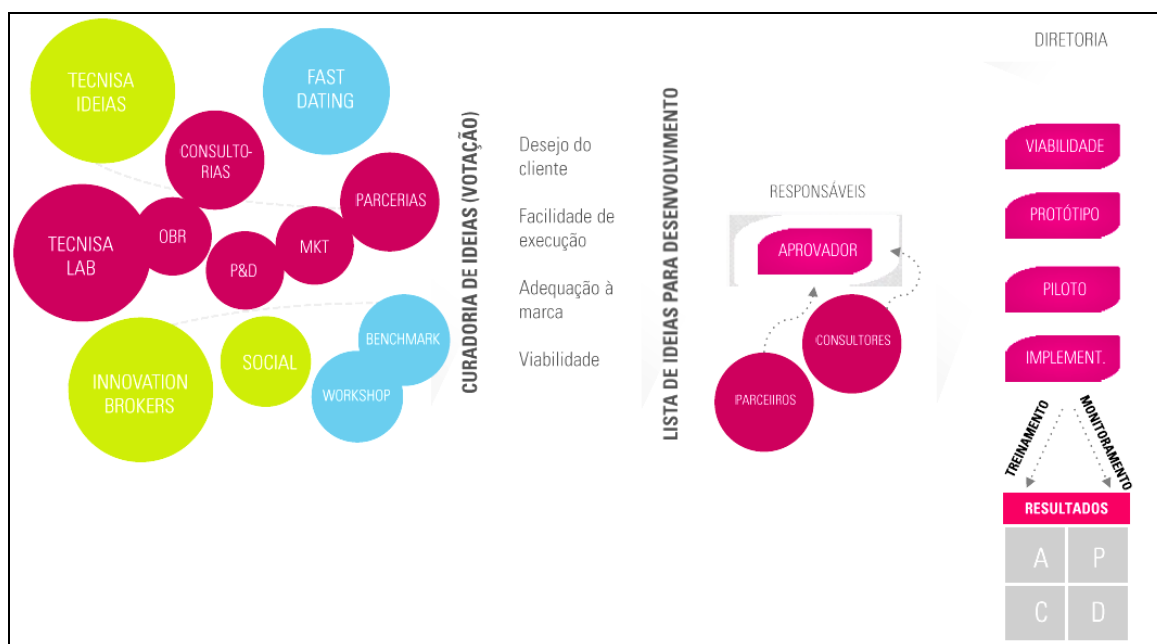 TECNISA
IDEIAS
FAST
DATING
CONSULTO-
RIAS
PARCERIAS
TECNISA
LAB
OBR
P&D
MKT
INNOVATION
BROKERS
SOCIAL
BENCHMARK
WORKSHOP
CURADORIA DE IDEIAS (VOTAÇÃO)
Desejo do
cliente
Facilidade de
execução
Adequação à
marca
Viabilidade
LISTA DE IDEIAS PARA DESENVOLVIMENTO
RESPONSÁVEIS
APROVADOR
CONSULTORES
PARCEIIROS
DIRETORIA
VIABILIDADE
PROTÓTIPO
PILOTO
IMPLEMENT.
TREINAMENTO
MONITORAMENTO
RESULTADOS
A P
C D